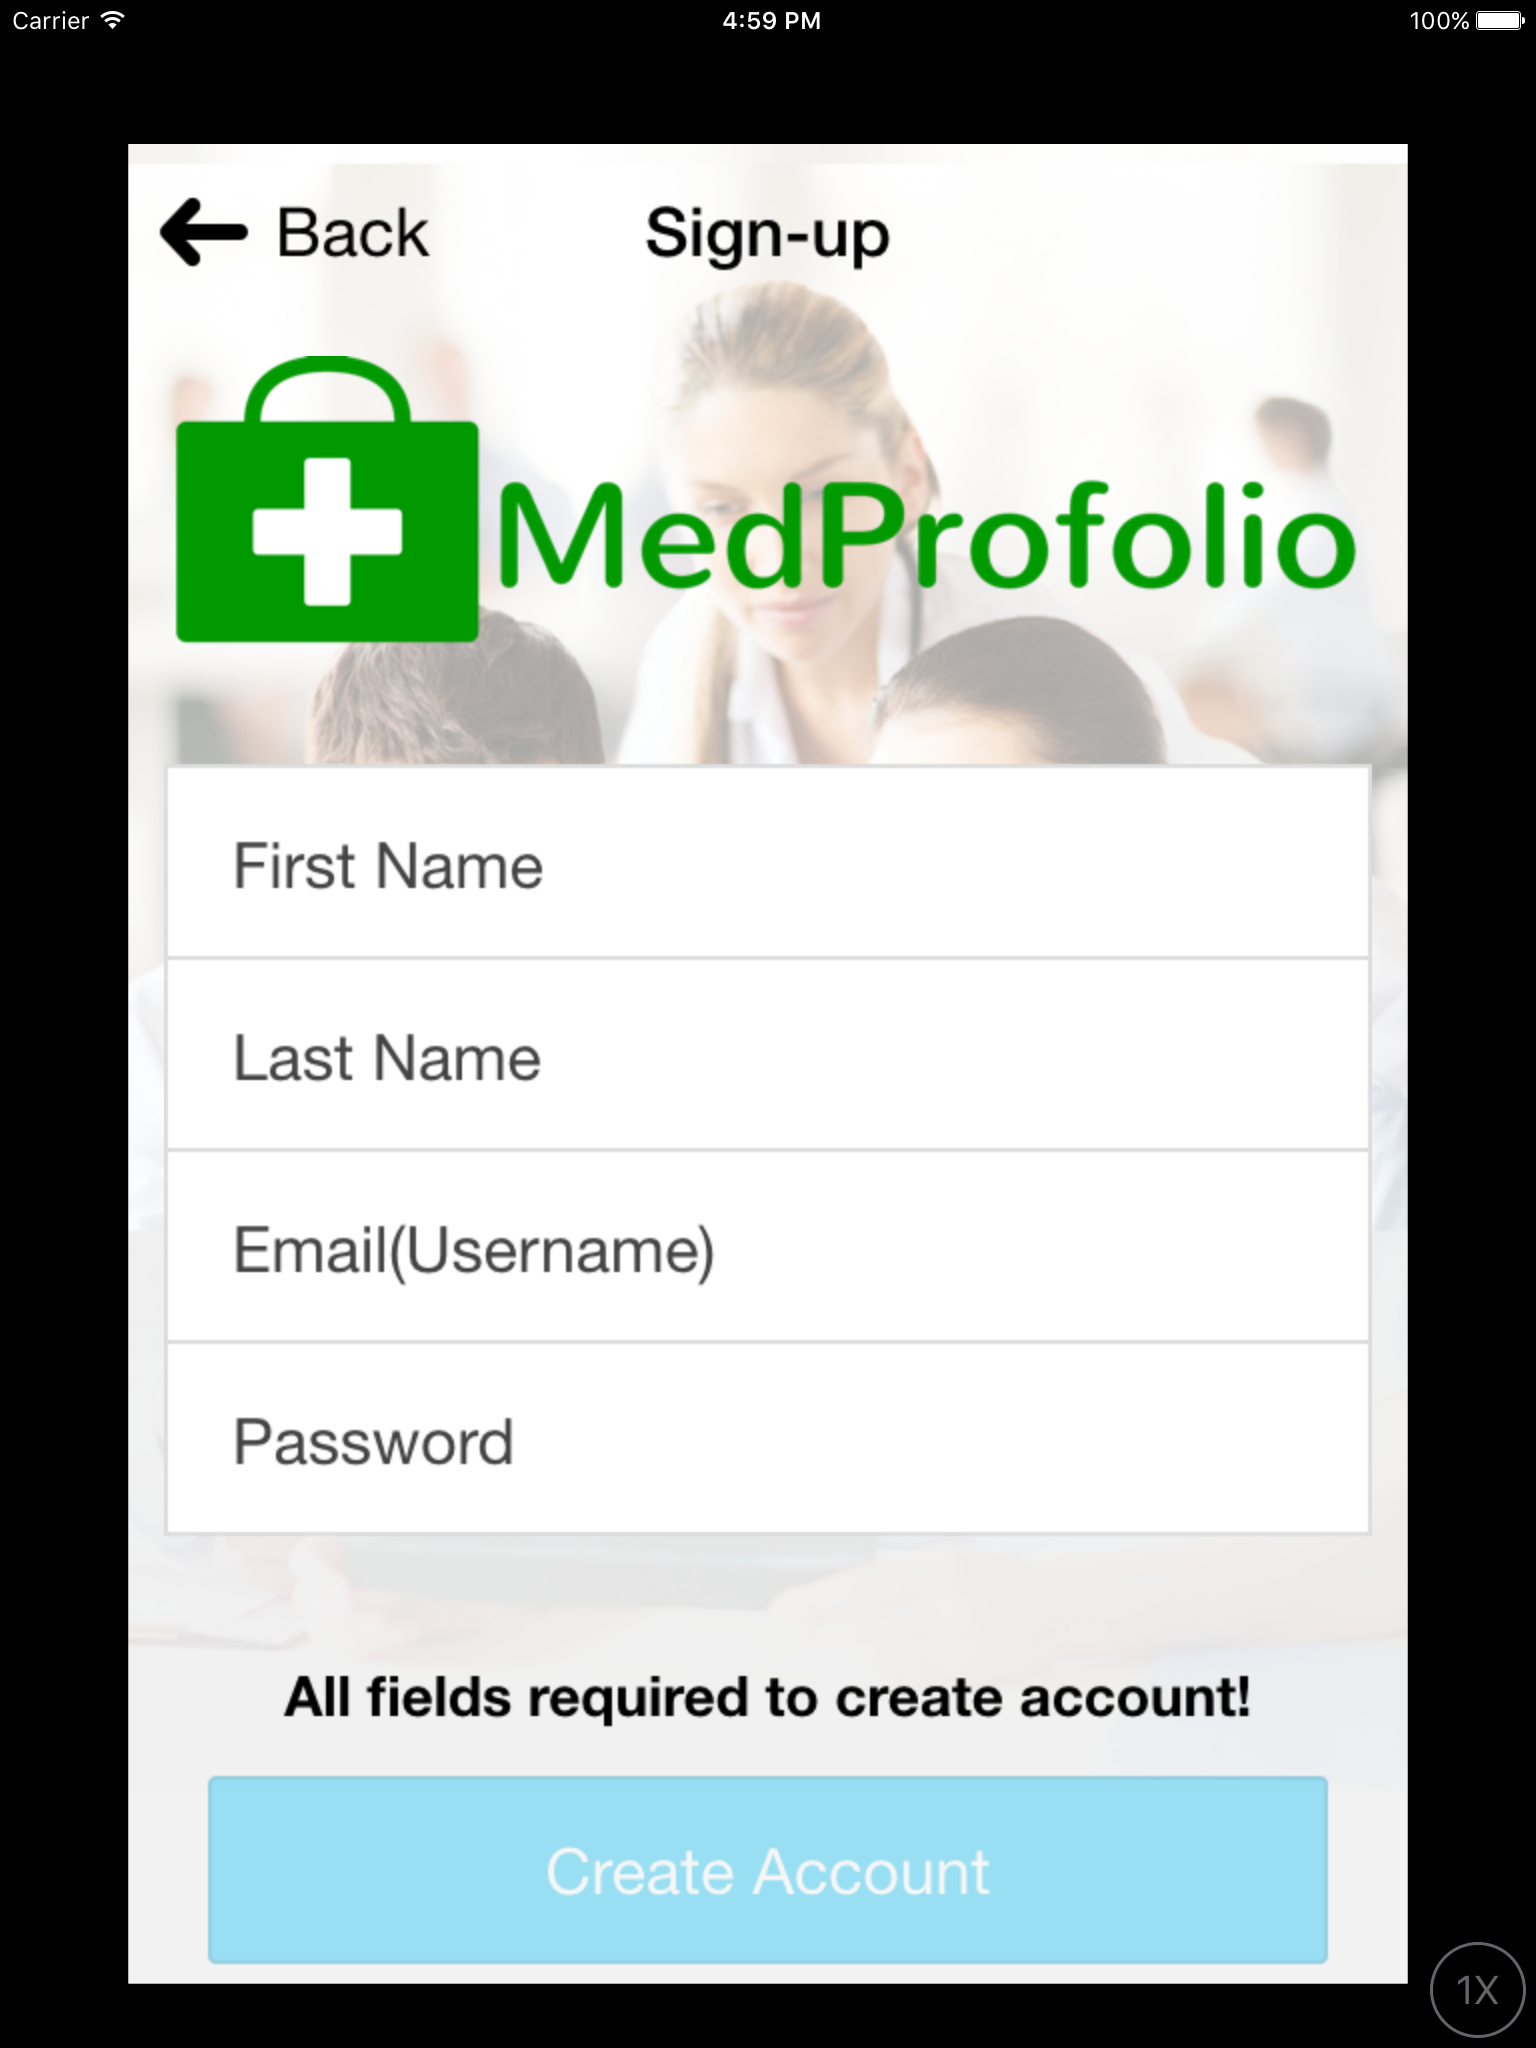 Carrier 4:59 PM 100%
Back Sign-up
MedProfolio
First Name
Last Name
Email(Username)
Password
All fields required to create account!
Create Account
1X